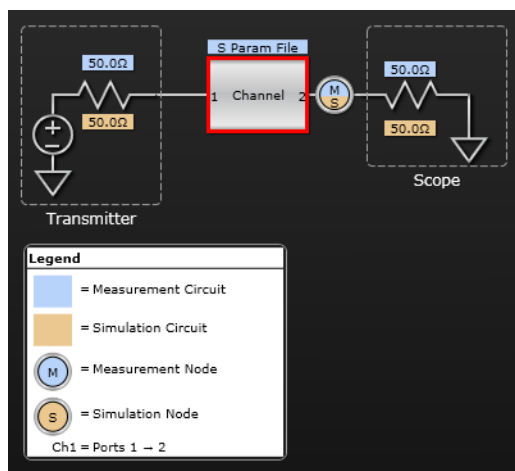 S Param File
50.0Ω
50.0Ω
1 Channel 2
M
S
50.0Ω
50.0Ω
+
−
Transmitter
Scope
Legend
= Measurement Circuit
= Simulation Circuit
M = Measurement Node
S = Simulation Node
Ch1 = Ports 1 → 2